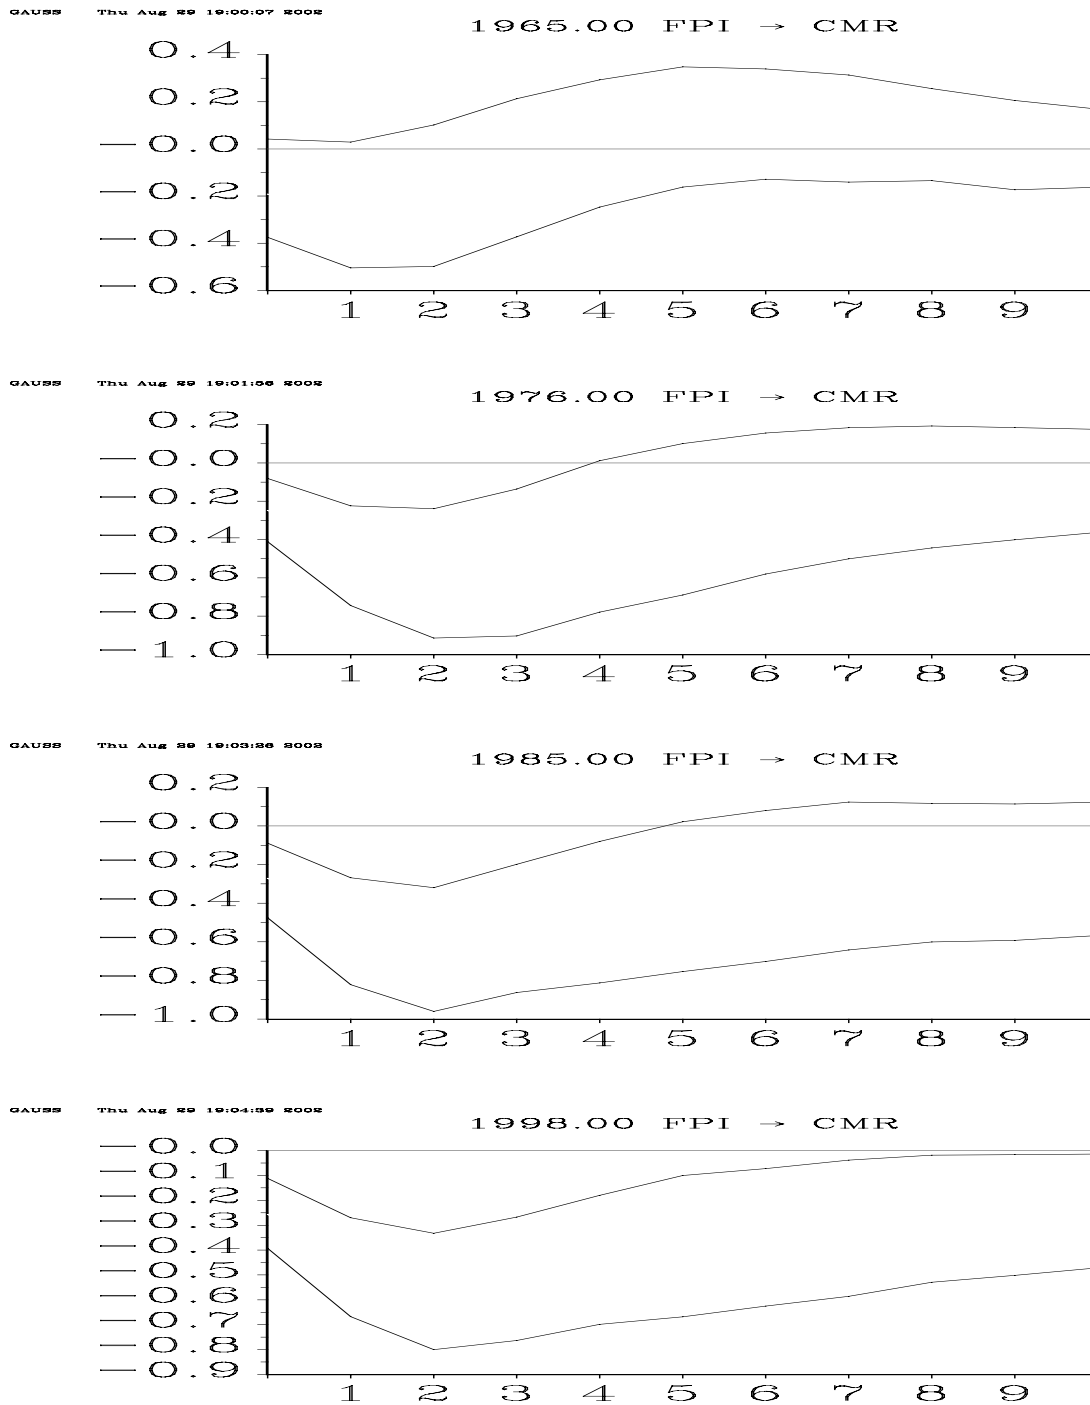 GAUSS Thu Aug 29 19:00:07 2002
1965.00 FPI → CMR
0.4
0.2
−0.0
−0.2
−0.4
−0.6
1 2 3 4 5 6 7 8 9
GAUSS Thu Aug 29 19:01:56 2002
1976.00 FPI → CMR
0.2
−0.0
−0.2
−0.4
−0.6
−0.8
−1.0
1 2 3 4 5 6 7 8 9
GAUSS Thu Aug 29 19:03:26 2002
1985.00 FPI → CMR
0.2
−0.0
−0.2
−0.4
−0.6
−0.8
−1.0
1 2 3 4 5 6 7 8 9
GAUSS Thu Aug 29 19:04:39 2002
1998.00 FPI → CMR
−0.0
−0.1
−0.2
−0.3
−0.4
−0.5
−0.6
−0.7
−0.8
−0.9
1 2 3 4 5 6 7 8 9